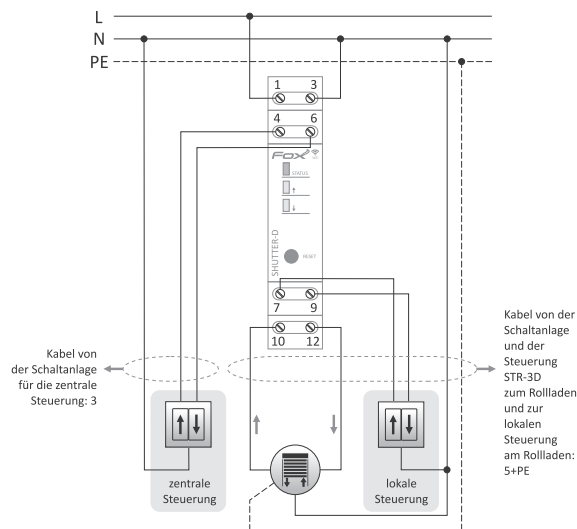 L
N
PE
1 3
4 6
FOX
STATUS
↑
↓
SHUTTER-D
RESET
7 9
10 12
Kabel von
der Schaltanlage
für die zentrale
Steuerung: 3
Kabel von der
Schaltanlage
und der
Steuerung
STR-3D
zum Rollladen
und zur
lokalen
Steuerung
am Rollladen:
5+PE
zentrale
Steuerung
lokale
Steuerung